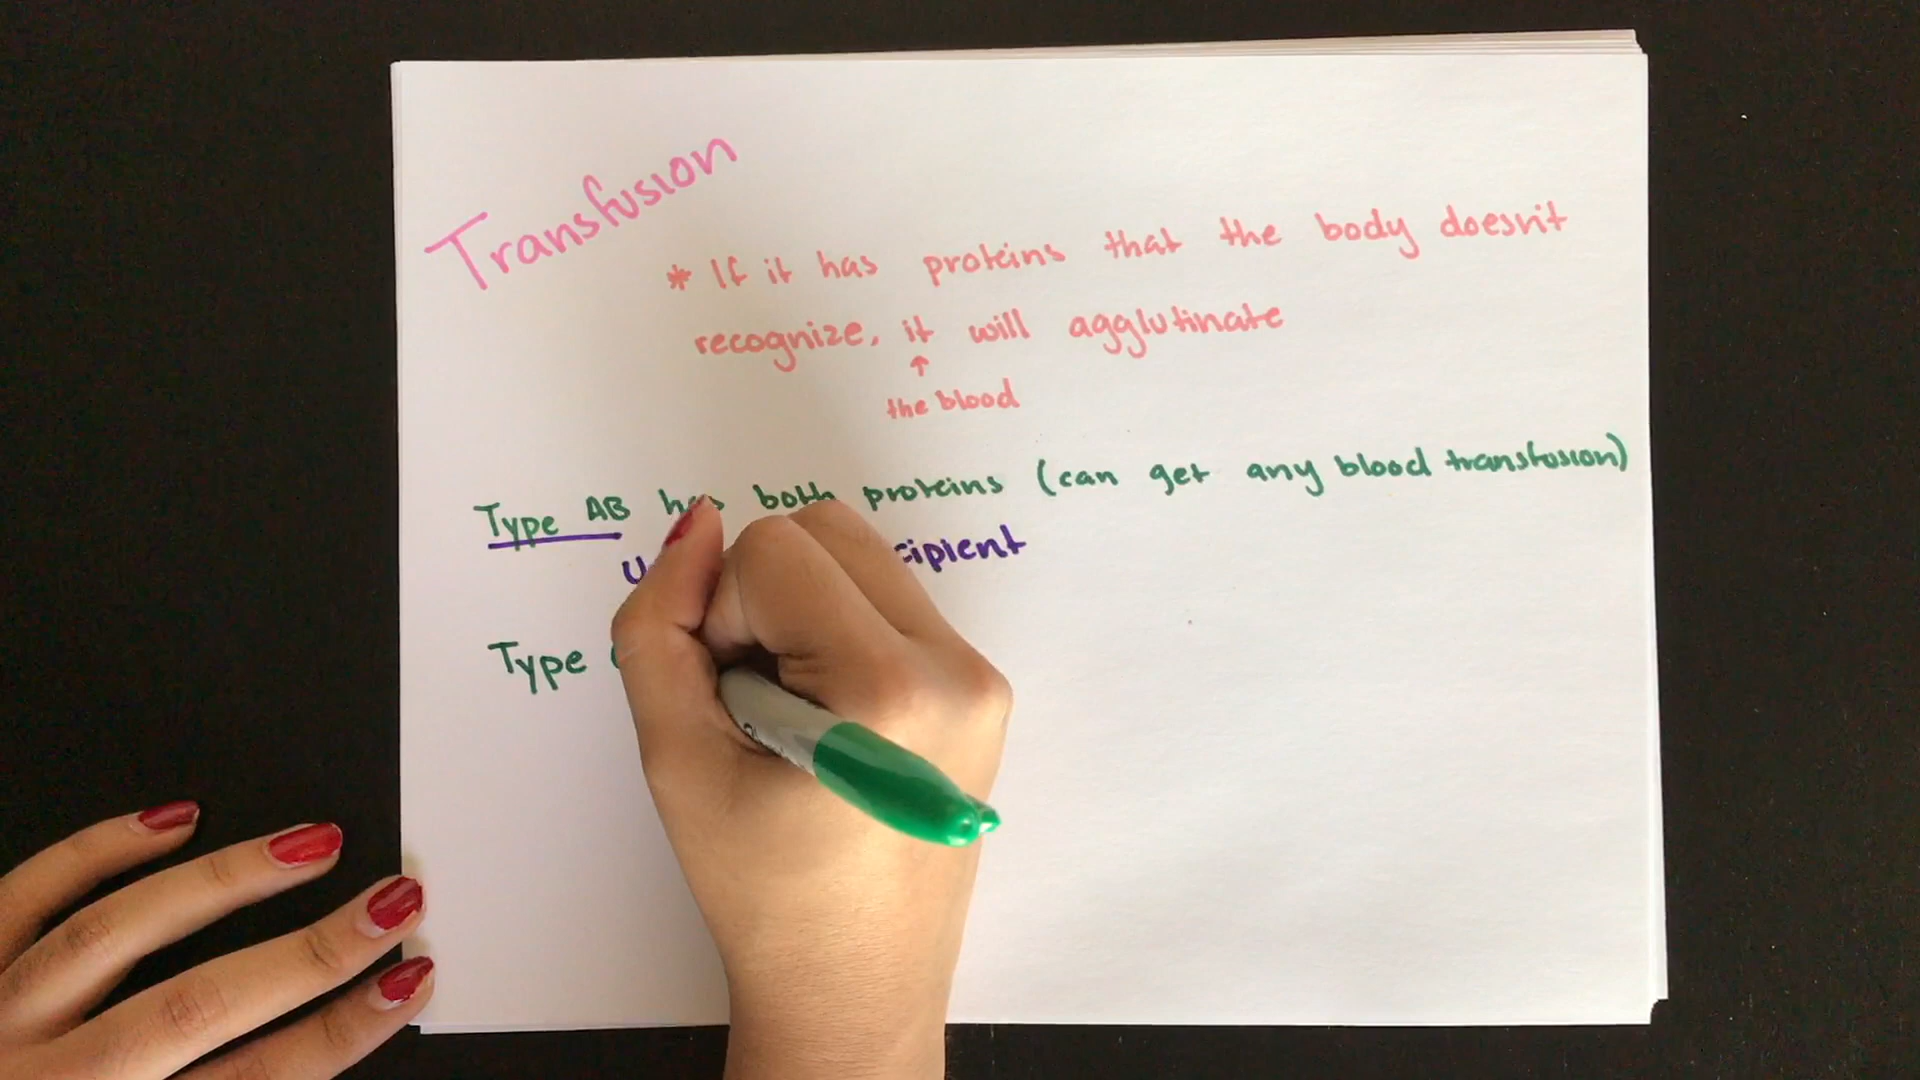 Transfusion
* If it has proteins that the body doesn't
recognize, it will agglutinate
↑
the blood
Type AB has both proteins (can get any blood transfusion)
Type